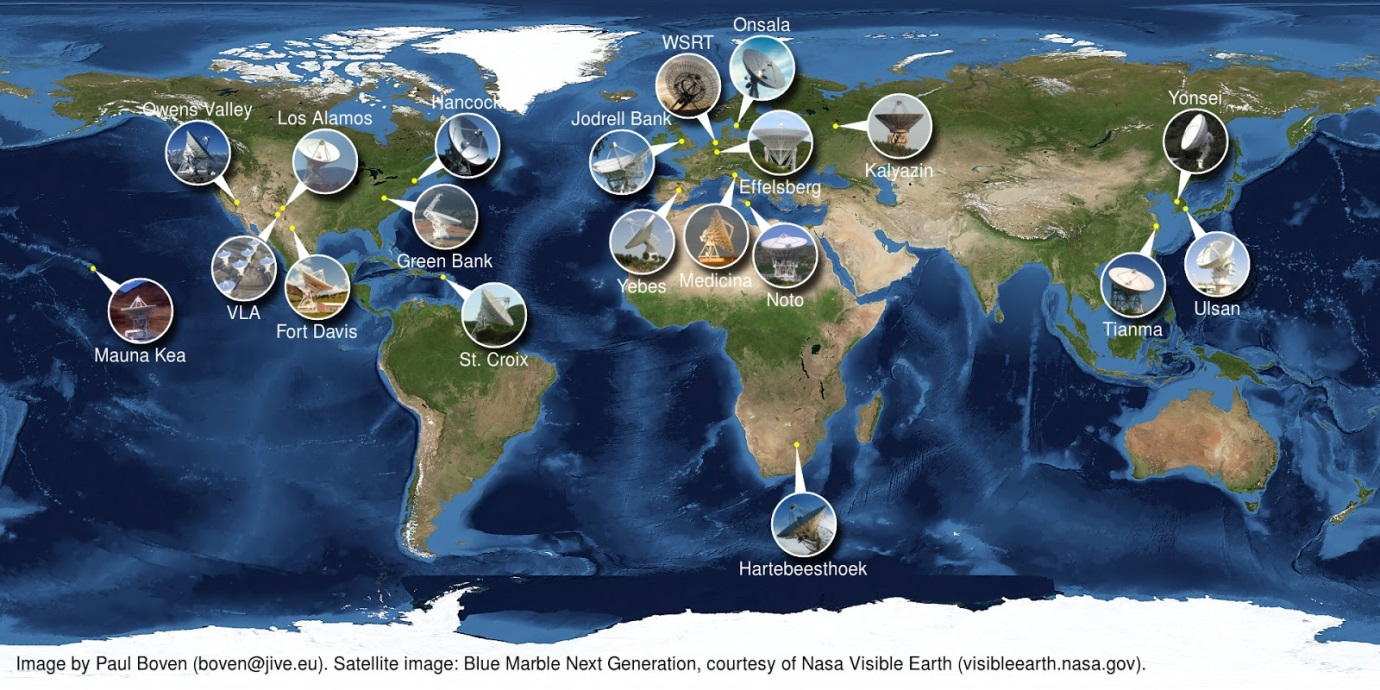 Onsala
WSRT
Yonsei
Hancock
Owens Valley
Los Alamos
Jodrell Bank
Kalyazin
Effelsberg
Green Bank
Medicina
Yebes
Noto
VLA
Fort Davis
Ulsan
Tianma
Mauna Kea
St. Croix
Hartebeesthoek
Image by Paul Boven (boven@jive.eu). Satellite image: Blue Marble Next Generation, courtesy of Nasa Visible Earth (visibleearth.nasa.gov).